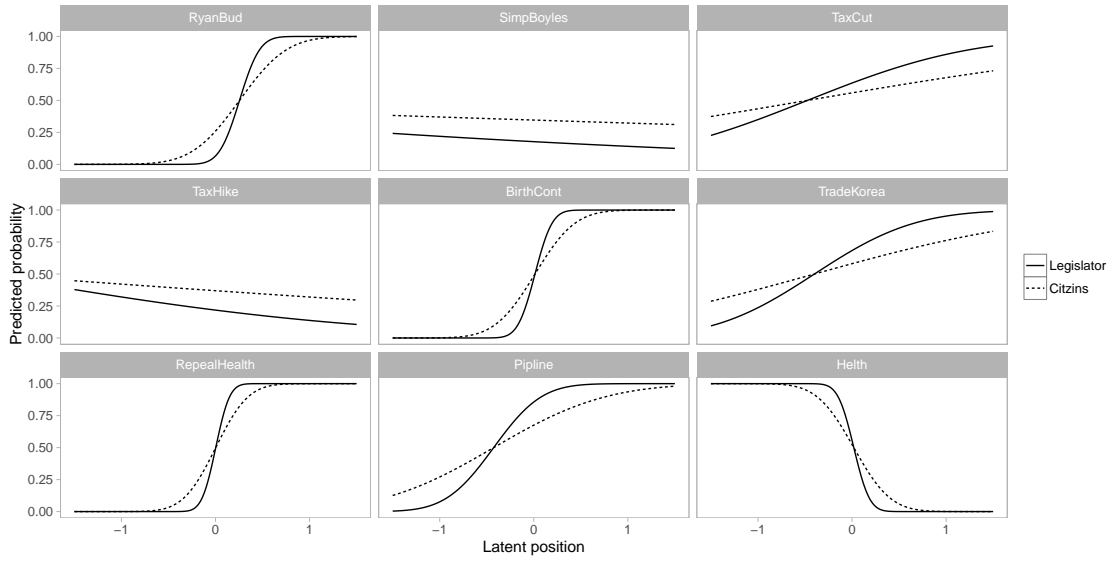 RyanBud SimpBoyles TaxCut
1.00
0.75
0.50
0.25
0.00
TaxHike BirthCont TradeKorea
1.00
0.75
0.50
0.25
0.00
RepealHealth Pipline Helth
1.00
0.75
0.50
0.25
0.00
−1 0 1 −1 0 1 −1 0 1
Latent position
Predicted probability
Legislator
Citzins